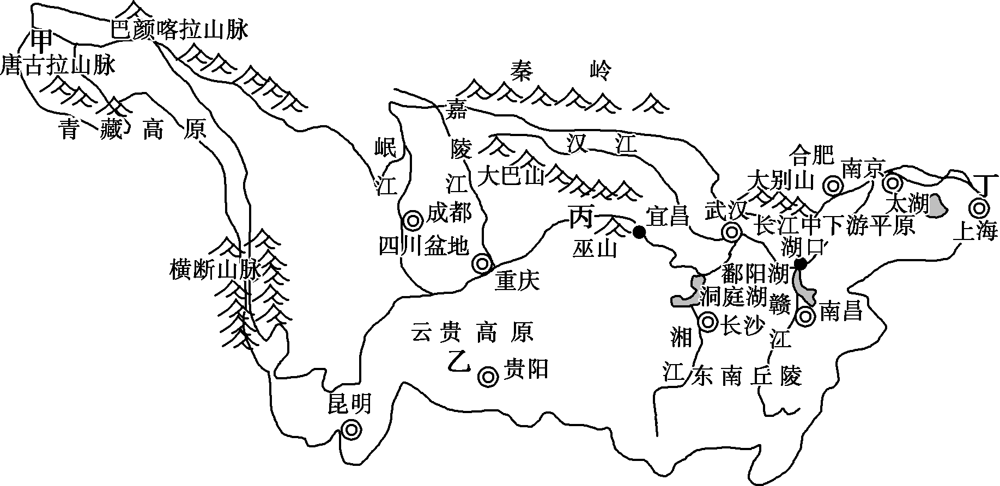 巴颜喀拉山脉
甲
唐古拉山脉
青藏高原
秦岭
嘉陵江
岷江
汉江
大巴山
合肥
南京
大别山
丁
太湖
成都
丙
宜昌
武汉
长江中下游平原
上海
四川盆地
巫山
湖口
横断山脉
重庆
鄱阳湖
洞庭湖
赣江
南昌
长沙
云贵高原
湘江
乙
贵阳
东南丘陵
昆明